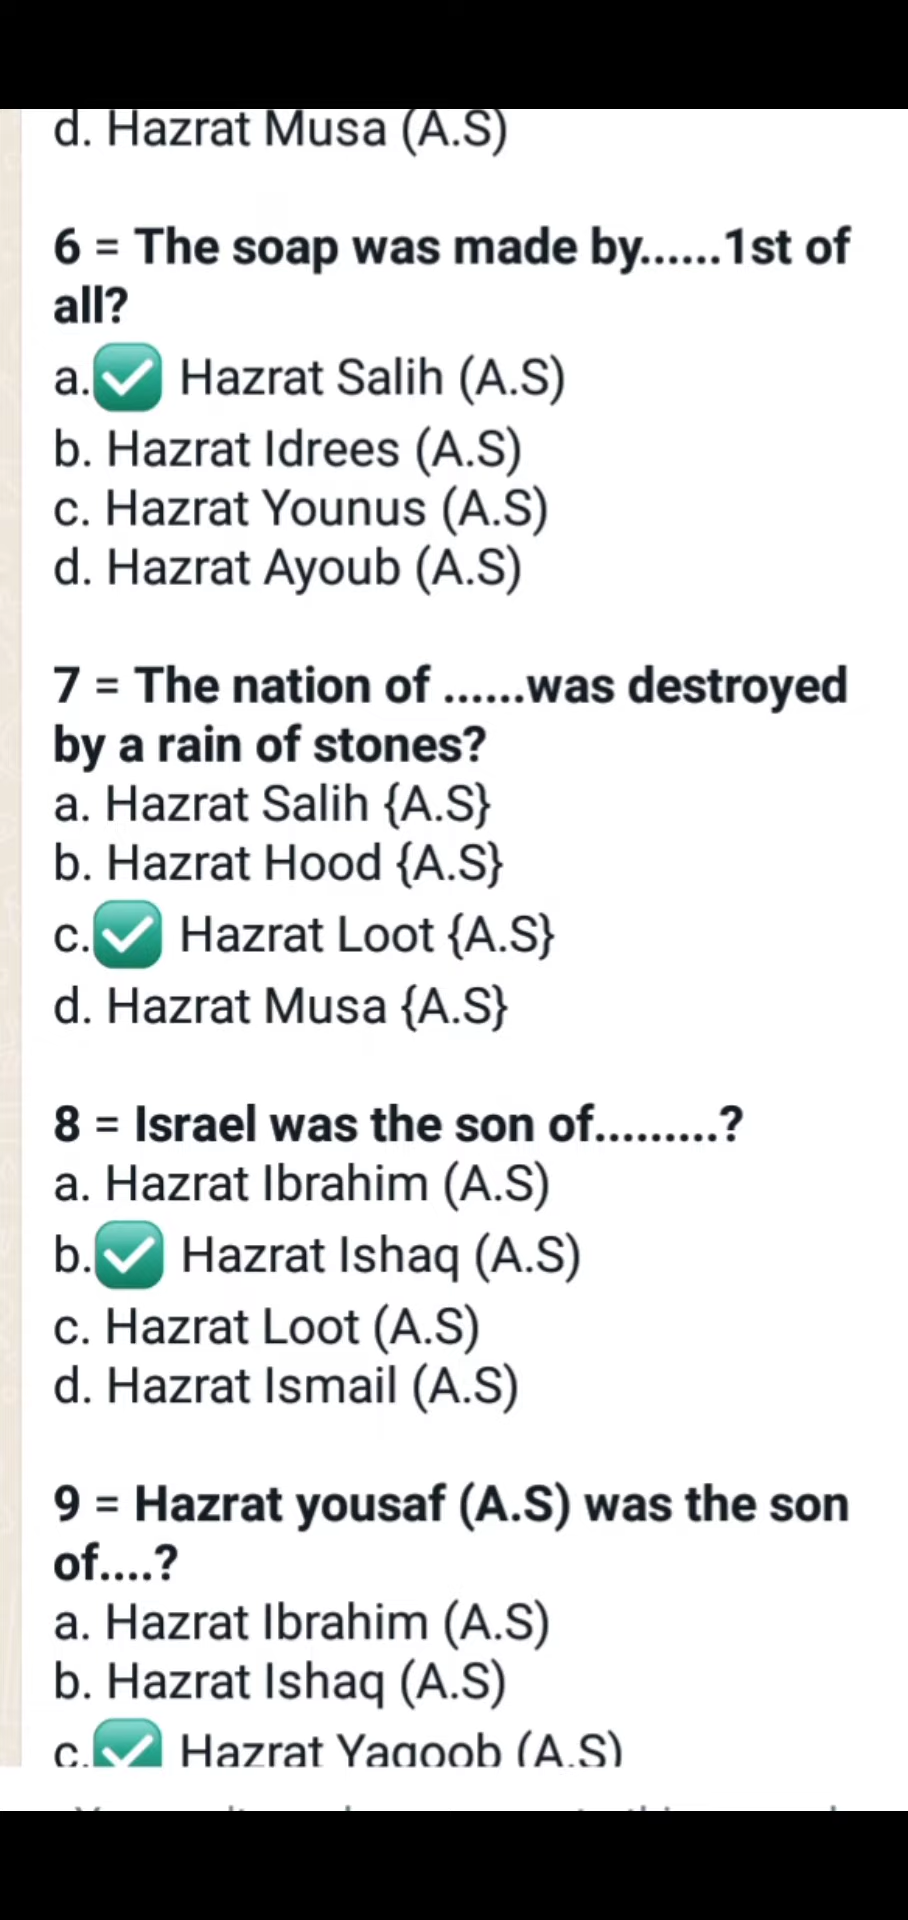 d. Hazrat Musa (A.S)
6 = The soap was made by......1st of
all?
a.✅ Hazrat Salih (A.S)
b. Hazrat Idrees (A.S)
c. Hazrat Younus (A.S)
d. Hazrat Ayoub (A.S)
7 = The nation of ......was destroyed
by a rain of stones?
a. Hazrat Salih {A.S}
b. Hazrat Hood {A.S}
c.✅ Hazrat Loot {A.S}
d. Hazrat Musa {A.S}
8 = Israel was the son of.........?
a. Hazrat Ibrahim (A.S)
b.✅ Hazrat Ishaq (A.S)
c. Hazrat Loot (A.S)
d. Hazrat Ismail (A.S)
9 = Hazrat yousaf (A.S) was the son
of....?
a. Hazrat Ibrahim (A.S)
b. Hazrat Ishaq (A.S)
c.✅ Hazrat Yaqoob (A.S)